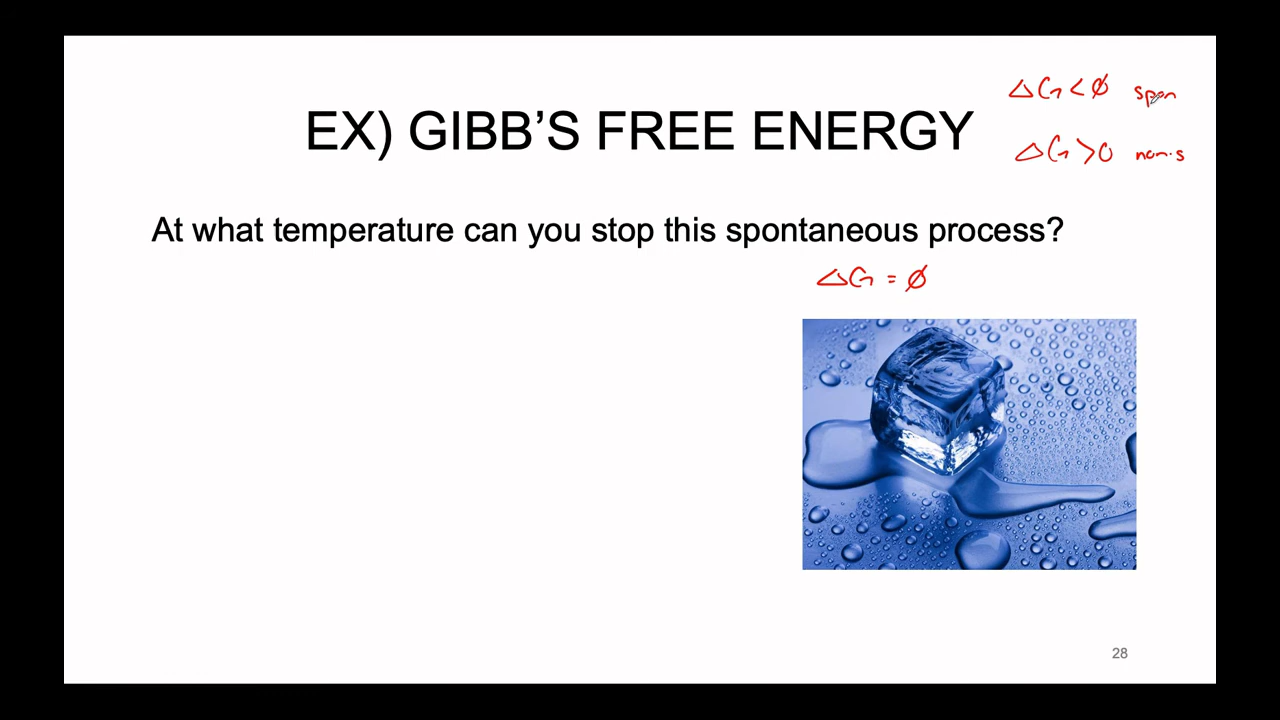 ΔG < ∅ spon
EX) GIBB’S FREE ENERGY
ΔG > 0 non-s
At what temperature can you stop this spontaneous process?
ΔG = ∅
28